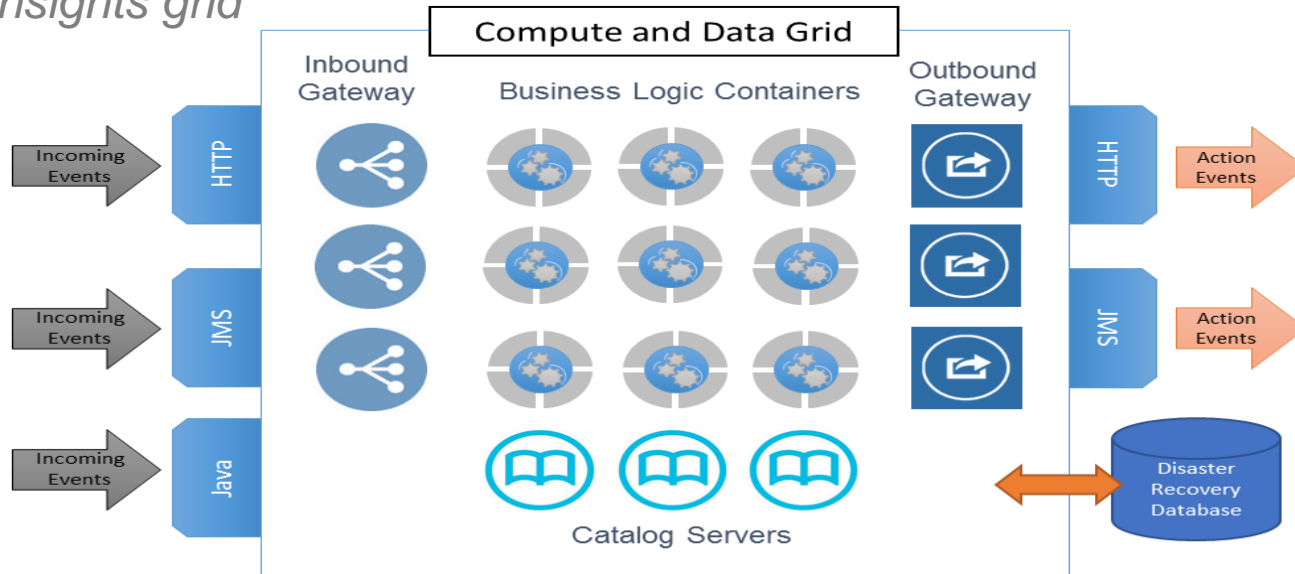 nsights grid
Compute and Data Grid
Inbound
Gateway
Business Logic Containers
Outbound
Gateway
Incoming
Events
HTTP
HTTP
Action
Events
Incoming
Events
JMS
JMS
Action
Events
Incoming
Events
Java
Disaster
Recovery
Database
Catalog Servers